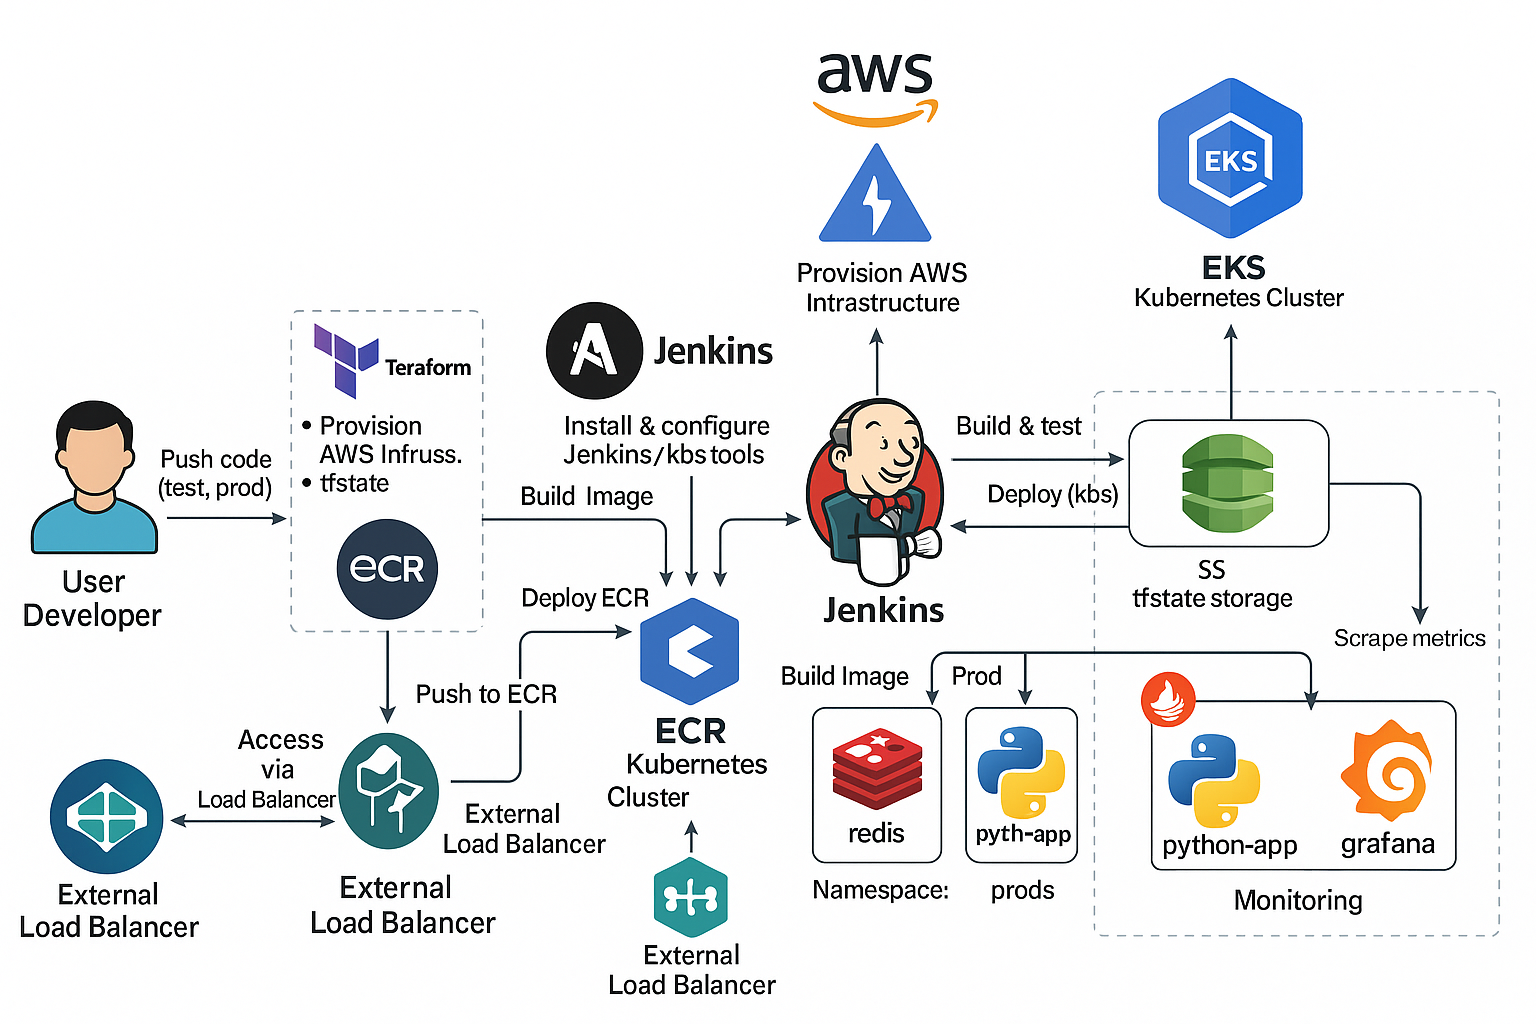 aws
Provision AWS
Intrastructure
EKS
EKS
Kubernetes Cluster
Teraform
• Provision
AWS Infruss.
• tfstate
ecR
A
Jenkins
Install & configure
Jenkins/kbs tools
Push code
(test, prod)
User
Developer
Build Image
Build & test
Deploy (kbs)
Jenkins
SS
tfstate storage
Scrape metrics
Deploy ECR
Push to ECR
ECR
Kubernetes
Cluster
Access
via
Load Balancer
External
Load Balancer
External
Load Balancer
External
Load Balancer
External
Load Balancer
Build Image
Prod
redis
pyth-app
Namespace:
prods
python-app
grafana
Monitoring